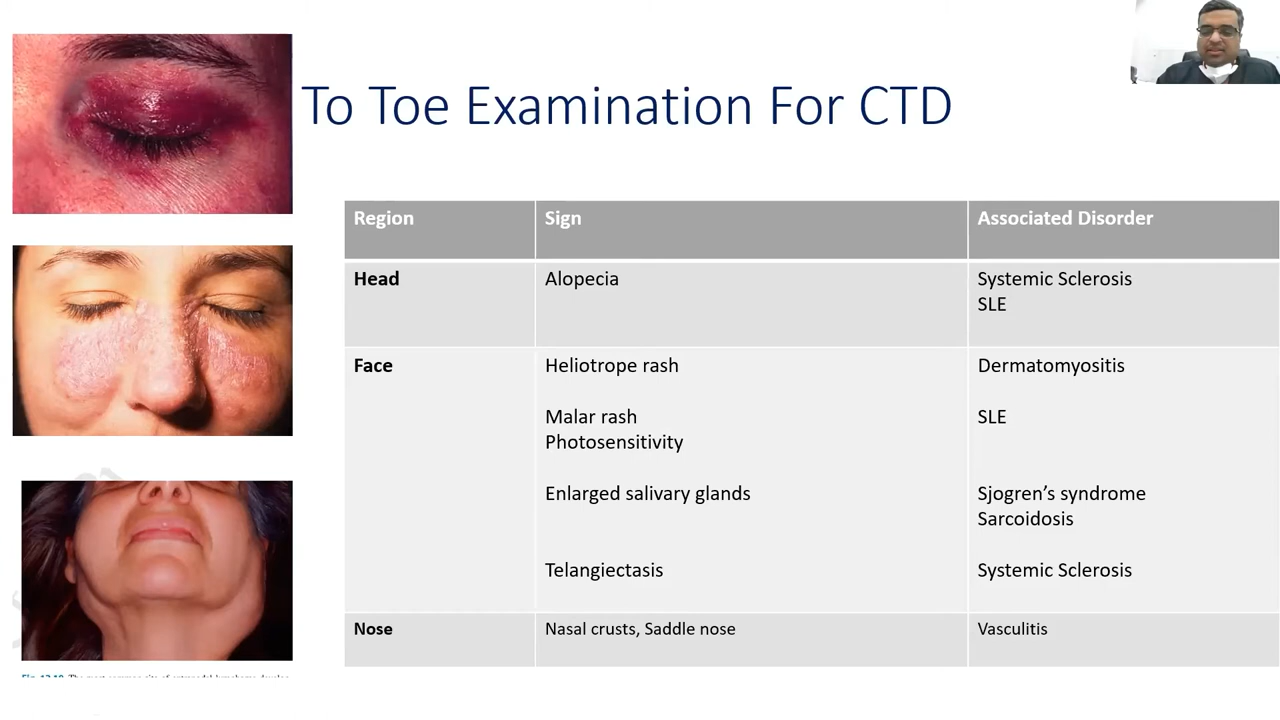 To Toe Examination For CTD
Region Sign Associated Disorder
Head Alopecia Systemic Sclerosis
SLE
Face Heliotrope rash Dermatomyositis
Malar rash SLE
Photosensitivity
Enlarged salivary glands Sjogren's syndrome
Sarcoidosis
Telangiectasis Systemic Sclerosis
Nose Nasal crusts, Saddle nose Vasculitis